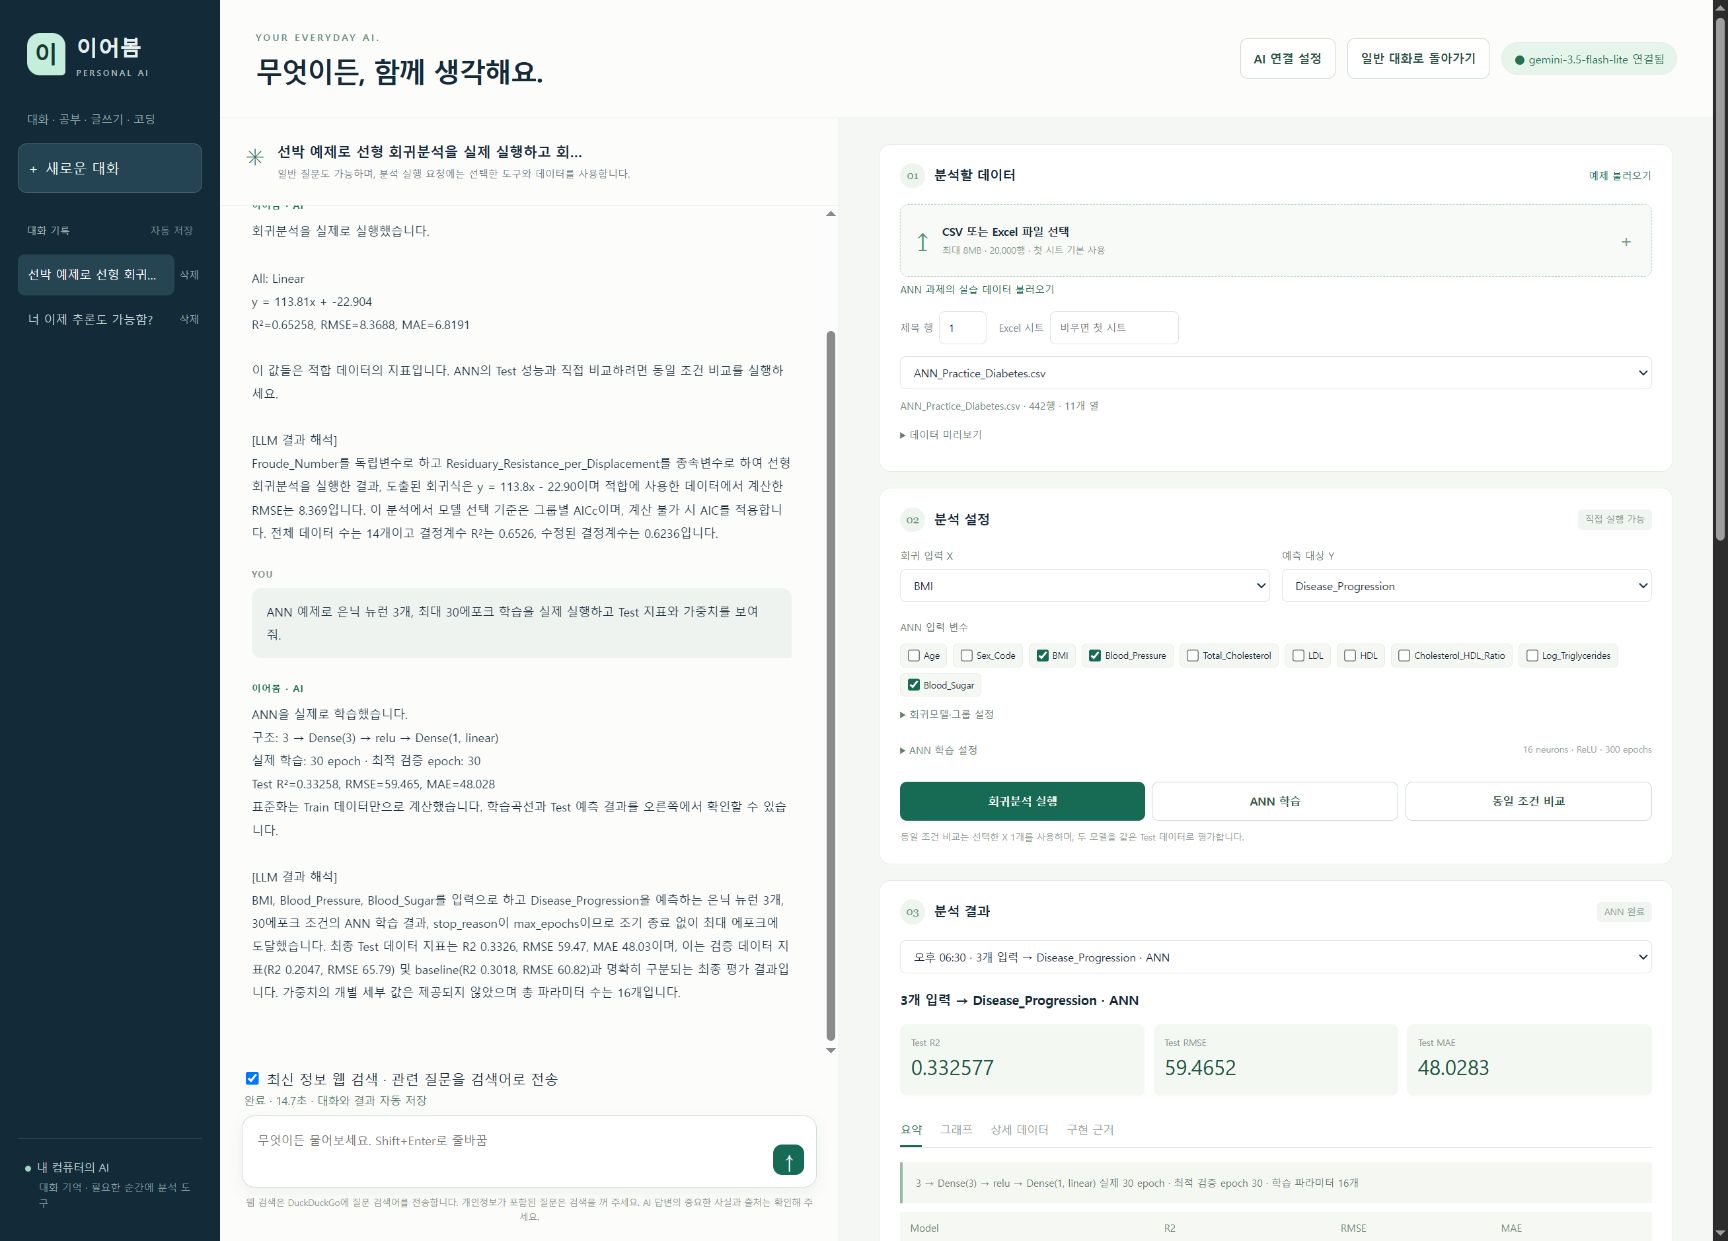 이
이어봄
PERSONAL AI
대화 · 공부 · 글쓰기 · 코딩
+ 새로운 대화
대화 기록
자동 저장
선박 예제로 선형 회귀...
삭제
너 이제 추론도 가능함?
삭제
내 컴퓨터의 AI
대화 기억 · 필요한 순간에 분석 도
구
YOUR EVERYDAY AI.
무엇이든, 함께 생각해요.
AI 연결 설정
일반 대화로 돌아가기
gemini-3.5-flash-lite 연결됨
선박 예제로 선형 회귀분석을 실제 실행하고 회...
일반 질문도 가능하며, 분석 실행 요청에는 선택한 도구와 데이터를 사용합니다.
이어봄 · AI
회귀분석을 실제로 실행했습니다.
All: Linear
y = 113.81x + -22.904
R²=0.65258, RMSE=8.3688, MAE=6.8191
이 값들은 적합 데이터의 지표입니다. ANN의 Test 성능과 직접 비교하려면 동일 조건 비교를 실행하
세요.
[LLM 결과 해석]
Froude_Number를 독립변수로 하고 Residuary_Resistance_per_Displacement를 종속변수로 하여 선형
회귀분석을 실행한 결과, 도출된 회귀식은 y = 113.8x - 22.90이며 적합에 사용한 데이터에서 계산한
RMSE는 8.369입니다. 이 분석에서 모델 선택 기준은 그룹별 AICc이며, 계산 불가 시 AIC를 적용합니
다. 전체 데이터 수는 14개이고 결정계수 R²는 0.6526, 수정된 결정계수는 0.6236입니다.
YOU
ANN 예제로 은닉 뉴런 3개, 최대 30에포크 학습을 실제 실행하고 Test 지표와 가중치를 보여
줘.
이어봄 · AI
ANN을 실제로 학습했습니다.
구조: 3 → Dense(3) → relu → Dense(1, linear)
실제 학습: 30 epoch · 최적 검증 epoch: 30
Test R²=0.33258, RMSE=59.465, MAE=48.028
표준화는 Train 데이터만으로 계산했습니다. 학습곡선과 Test 예측 결과를 오른쪽에서 확인할 수 있습
니다.
[LLM 결과 해석]
BMI, Blood_Pressure, Blood_Sugar를 입력으로 하고 Disease_Progression을 예측하는 은닉 뉴런 3개,
30에포크 조건의 ANN 학습 결과, stop_reason이 max_epochs이므로 조기 종료 없이 최대 에포크에
도달했습니다. 최종 Test 데이터 지표는 R2 0.3326, RMSE 59.47, MAE 48.03이며, 이는 검증 데이터 지
표(R2 0.2047, RMSE 65.79) 및 baseline(R2 0.3018, RMSE 60.82)과 명확히 구분되는 최종 평가 결과입
니다. 가중치의 개별 세부 값은 제공되지 않았으며 총 파라미터 수는 16개입니다.
최신 정보 웹 검색 · 관련 질문을 검색어로 전송
완료 · 14.7초 · 대화와 결과 자동 저장
무엇이든 물어보세요. Shift+Enter로 줄바꿈
↑
웹 검색은 DuckDuckGo에 질문 검색어를 전송합니다. 개인정보가 포함된 질문은 검색을 꺼 주세요. AI 답변의 중요한 사실과 출처는 확인해 주
세요.
01 분석할 데이터
예제 불러오기
CSV 또는 Excel 파일 선택
최대 8MB · 20,000행 · 첫 시트 기본 사용
+
ANN 과제의 실습 데이터 불러오기
제목 행 1 Excel 시트 비우면 첫 시트
ANN_Practice_Diabetes.csv
ANN_Practice_Diabetes.csv · 442행 · 11개 열
▶ 데이터 미리보기
02 분석 설정
직접 실행 가능
회귀 입력 X
예측 대상 Y
BMI
Disease_Progression
ANN 입력 변수
Age Sex_Code BMI Blood_Pressure Total_Cholesterol LDL HDL Cholesterol_HDL_Ratio Log_Triglycerides
Blood_Sugar
▶ 회귀모델·그룹 설정
▶ ANN 학습 설정
16 neurons · ReLU · 300 epochs
회귀분석 실행
ANN 학습
동일 조건 비교
동일 조건 비교는 선택한 X 1개를 사용하며, 두 모델을 같은 Test 데이터로 평가합니다.
03 분석 결과
ANN 완료
오후 06:30 · 3개 입력 → Disease_Progression · ANN
3개 입력 → Disease_Progression · ANN
Test R2
0.332577
Test RMSE
59.4652
Test MAE
48.0283
요약 그래프 상세 데이터 구현 근거
3 → Dense(3) → relu → Dense(1, linear) 실제 30 epoch · 최적 검증 epoch 30 · 학습 파라미터 16개
Model R2 RMSE MAE